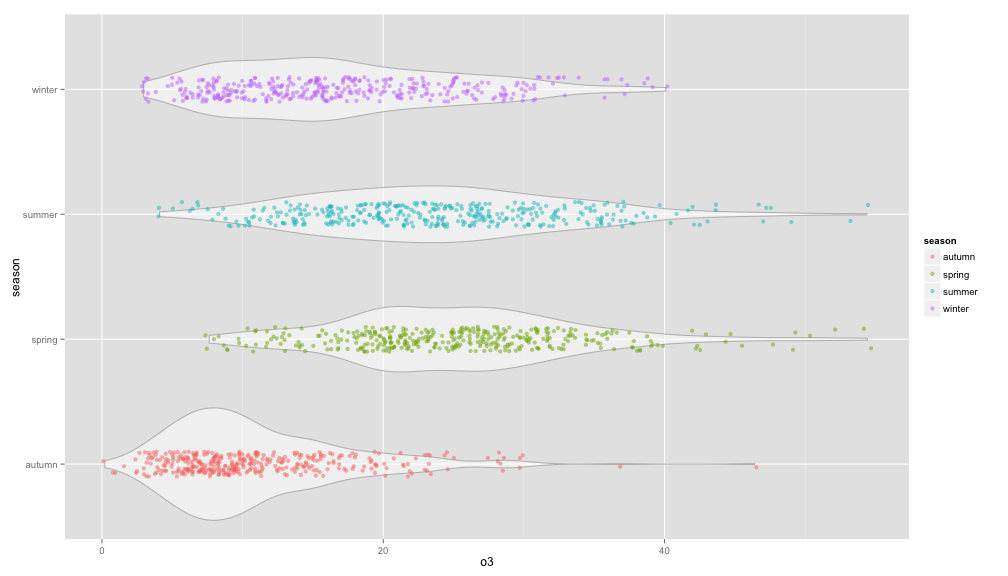 winter
summer
spring
autumn
season
0
20
40
o3
season
autumn
spring
summer
winter